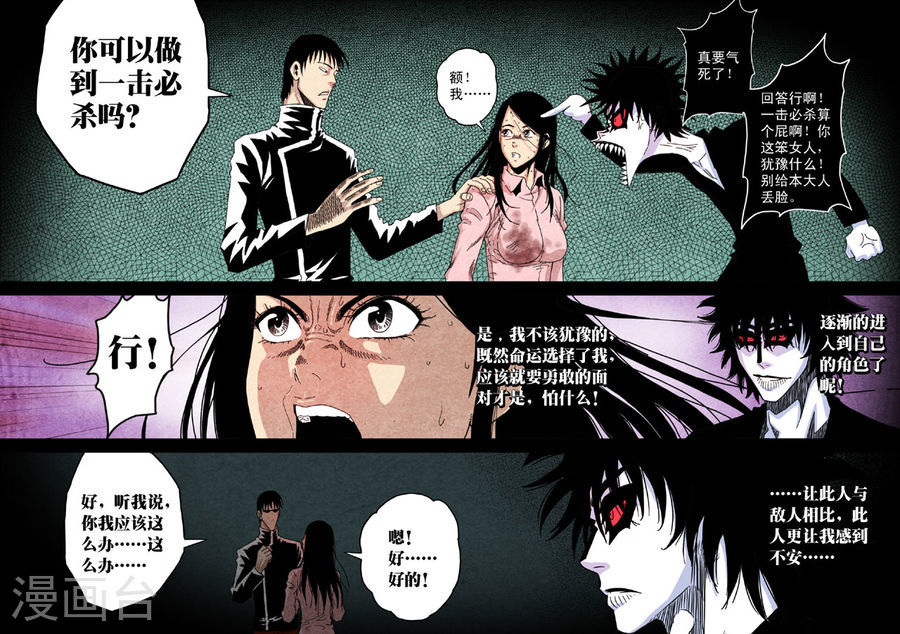 你可以做
到一击必
杀吗？
额！
我……
真要气
死了！
回答行啊！
一击必杀算
个屁啊！你
这笨女人，
犹豫什么！
别给本大人
丢脸。
行！
是，我不该犹豫的，
既然命运选择了我，
应该就要勇敢的面
对才是，怕什么！
逐渐的进
入到自己
的角色了
呢！
好，听我说，
你我应该这
么办……这
么办……
嗯！
好……
好的！
……让此人与
敌人相比，此
人更让我感到
不安……
漫画台